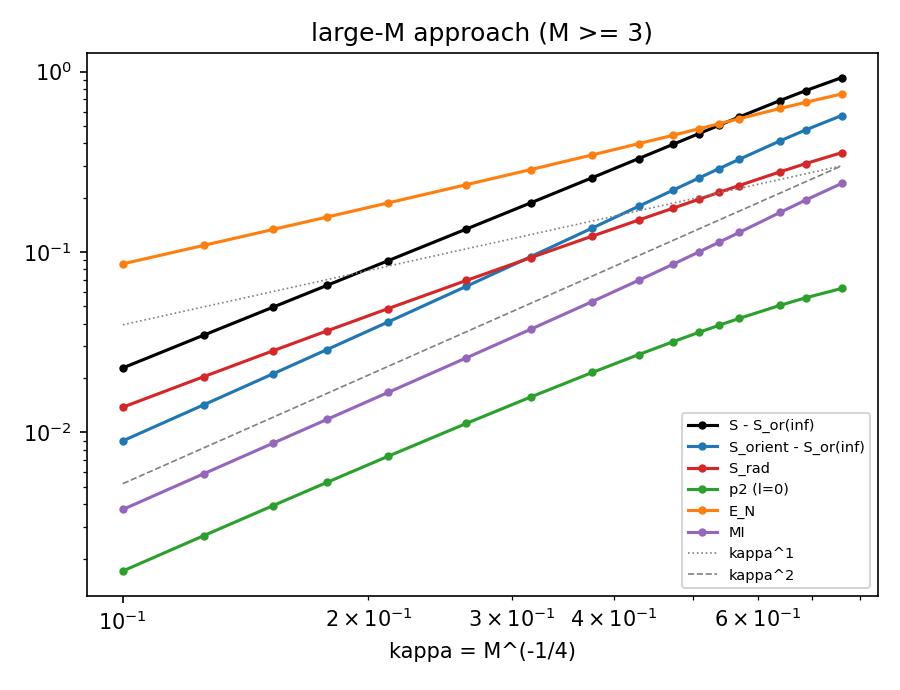 large-M approach (M >= 3)
10^0
10^-1
10^-2
S - S_or(inf)
S_orient - S_or(inf)
S_rad
p2 (l=0)
E_N
MI
kappa^1
kappa^2
10^-1 2 × 10^-1 3 × 10^-1 4 × 10^-1 6 × 10^-1
kappa = M^(-1/4)